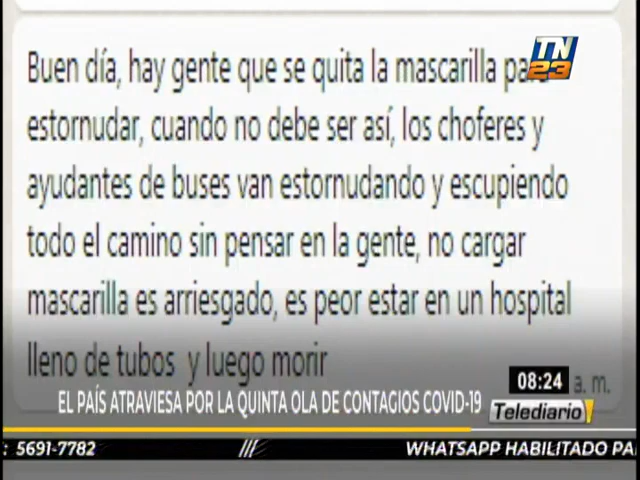 TN
23
Buen día, hay gente que se quita la mascarilla para
estornudar, cuando no debe ser así, los choferes y
ayudantes de buses van estornudando y escupiendo
todo el camino sin pensar en la gente, no cargar
mascarilla es arriesgado, es peor estar en un hospital
lleno de tubos y luego morir
08:24 a. m.
EL PAÍS ATRAVIESA POR LA QUINTA OLA DE CONTAGIOS COVID-19
Telediario
: 5691-7782 /// WHATSAPP HABILITADO PA